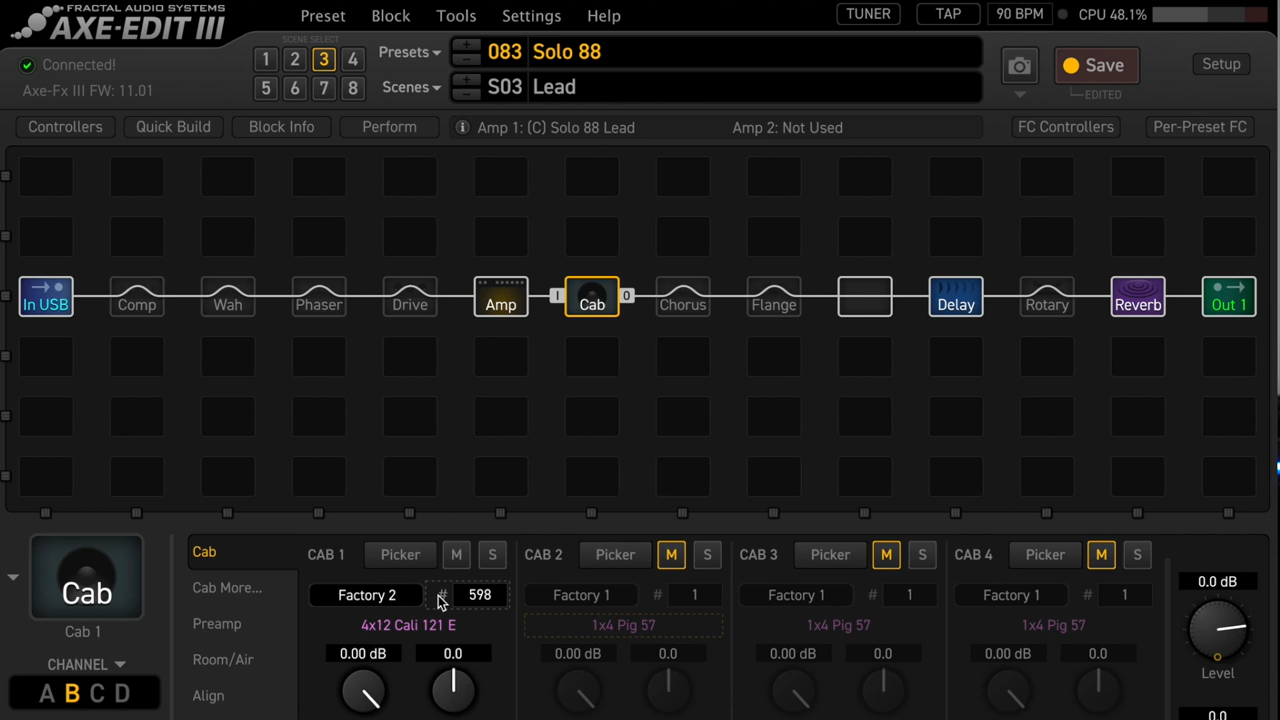 FRACTAL AUDIO SYSTEMS
AXE-EDIT III
Preset Block Tools Settings Help
TUNER TAP 90 BPM CPU 48.1%
SCENE SELECT
1 2 3 4
5 6 7 8
Connected!
Axe-Fx III FW: 11.01
Presets 083 Solo 88
Scenes S03 Lead
Save
EDITED
Setup
Controllers Quick Build Block Info Perform
Amp 1: (C) Solo 88 Lead Amp 2: Not Used
FC Controllers Per-Preset FC
In USB Comp Wah Phaser Drive Amp I Cab O Chorus Flange Delay Rotary Reverb Out 1
Cab
Cab 1
CHANNEL
A B C D
Cab
Cab More...
Preamp
Room/Air
Align
CAB 1 Picker M S
Factory 2 # 598
4x12 Cali 121 E
0.00 dB 0.0
CAB 2 Picker M S
Factory 1 # 1
1x4 Pig 57
0.00 dB 0.0
CAB 3 Picker M S
Factory 1 # 1
1x4 Pig 57
0.00 dB 0.0
CAB 4 Picker M S
Factory 1 # 1
1x4 Pig 57
0.00 dB 0.0
0.0 dB
Level
0.0